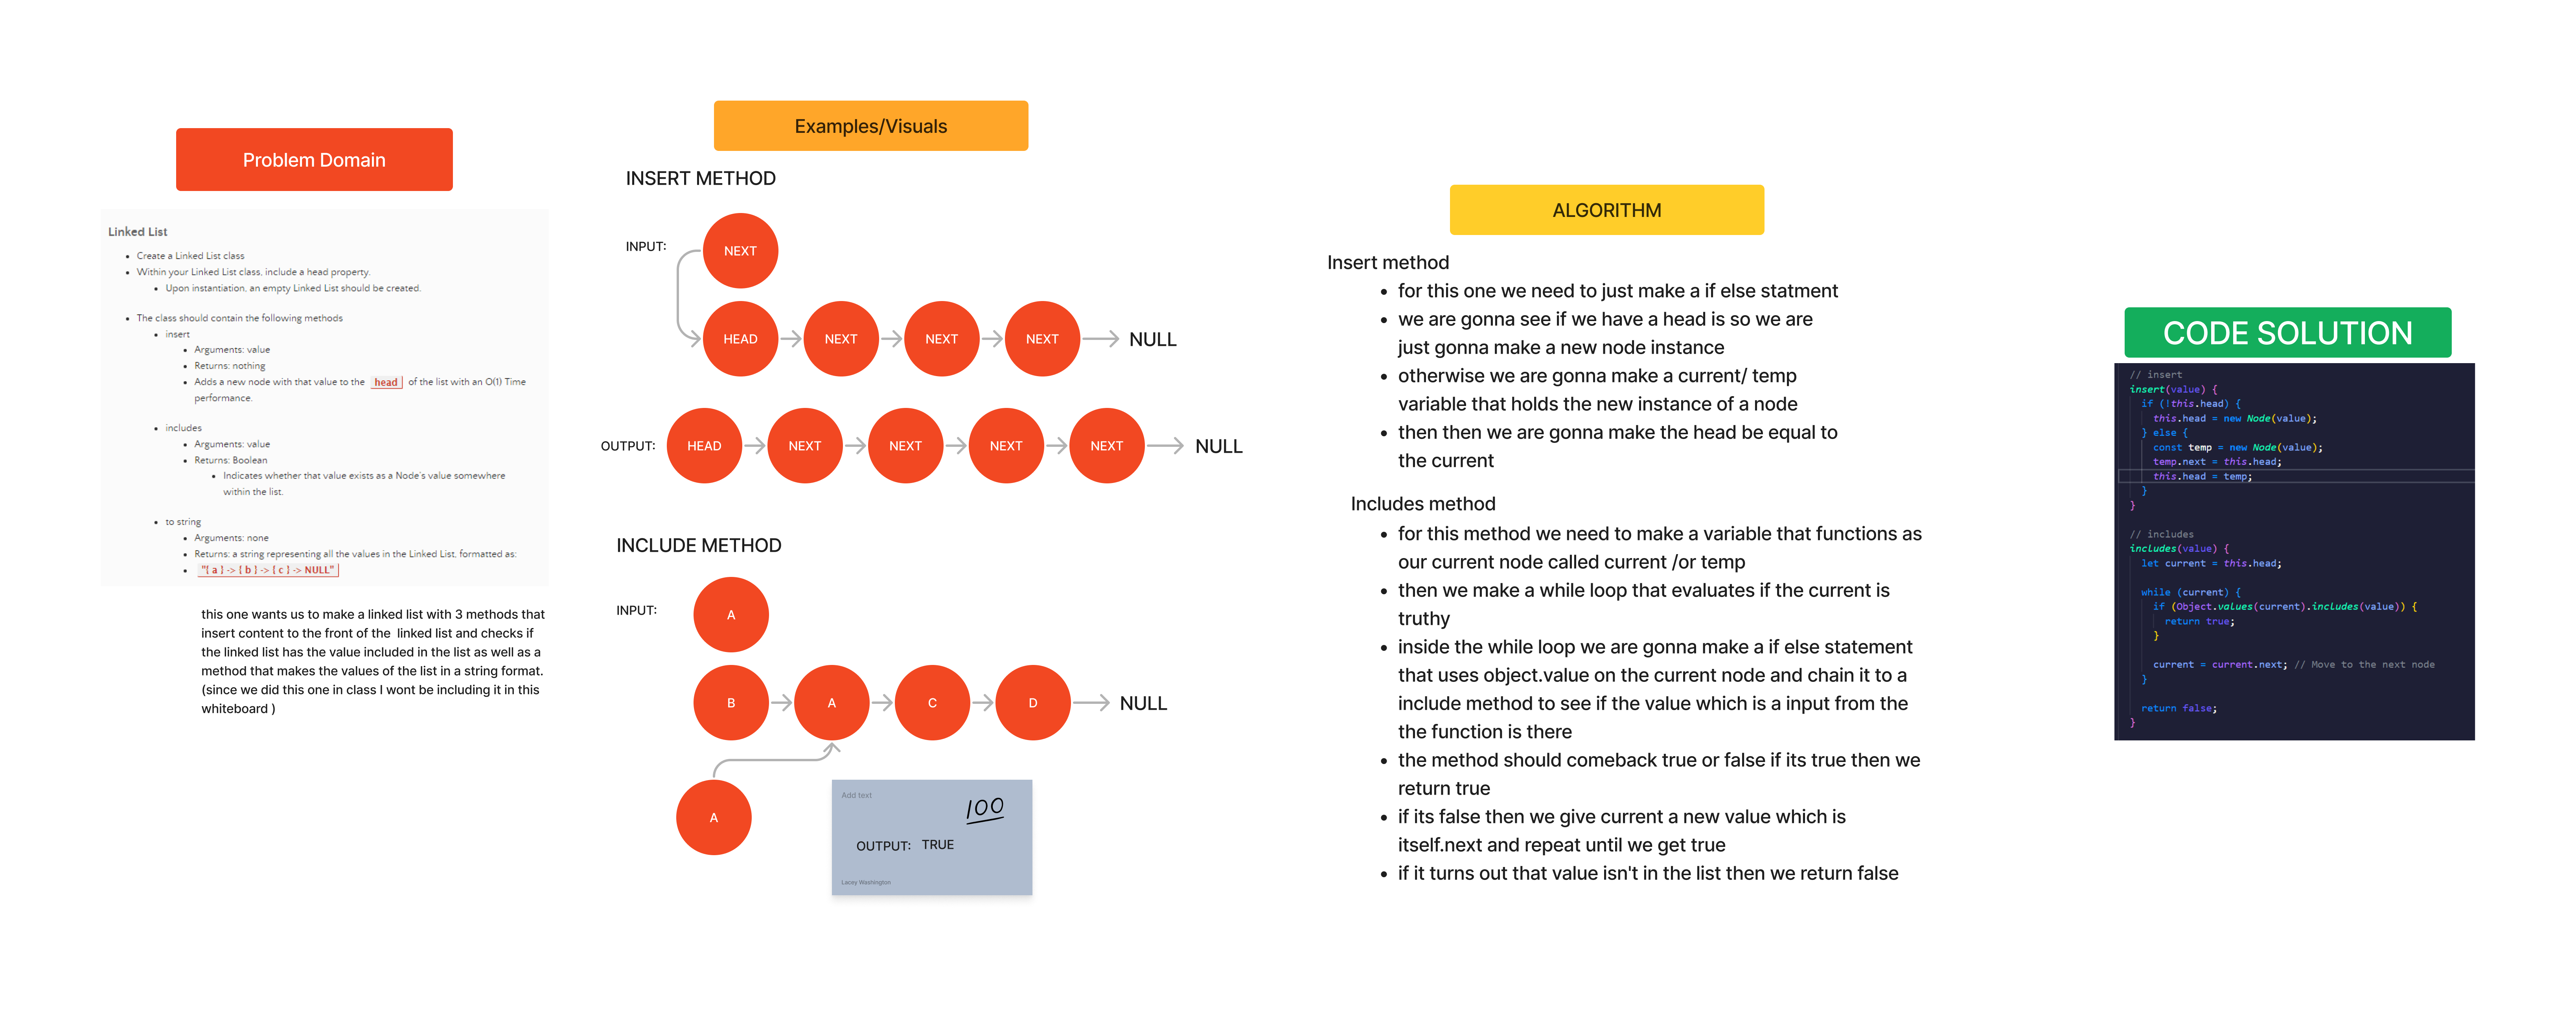 Problem Domain
Linked List
Create a Linked List class
Within your Linked List class, include a head property.
Upon instantiation, an empty Linked List should be created.
The class should contain the following methods
insert
Arguments: value
Returns: nothing
Adds a new node with that value to the head of the list with an O(1) Time
performance.
includes
Arguments: value
Returns: Boolean
Indicates whether that value exists as a Node's value somewhere
within the list.
to string
Arguments: none
Returns: a string representing all the values in the Linked List, formatted as:
"{ a } -> { b } -> { c } -> NULL"
this one wants us to make a linked list with 3 methods that
insert content to the front of the linked list and checks if
the linked list has the value included in the list as well as a
method that makes the values of the list in a string format.
(since we did this one in class I wont be including it in this
whiteboard )
Examples/Visuals
INSERT METHOD
INPUT:
NEXT
HEAD NEXT NEXT NEXT NULL
OUTPUT: HEAD NEXT NEXT NEXT NEXT NULL
INCLUDE METHOD
INPUT:
A
B A C D NULL
A
Add text
100
OUTPUT: TRUE
Lacey Washington
ALGORITHM
Insert method
for this one we need to just make a if else statment
we are gonna see if we have a head is so we are
just gonna make a new node instance
otherwise we are gonna make a current/ temp
variable that holds the new instance of a node
then then we are gonna make the head be equal to
the current
Includes method
for this method we need to make a variable that functions as
our current node called current /or temp
then we make a while loop that evaluates if the current is
truthy
inside the while loop we are gonna make a if else statement
that uses object.value on the current node and chain it to a
include method to see if the value which is a input from the
the function is there
the method should comeback true or false if its true then we
return true
if its false then we give current a new value which is
itself.next and repeat until we get true
if it turns out that value isn't in the list then we return false
CODE SOLUTION
// insert
insert(value) {
if (!this.head) {
this.head = new Node(value);
} else {
const temp = new Node(value);
temp.next = this.head;
this.head = temp;
}
}
// includes
includes(value) {
let current = this.head;
while (current) {
if (Object.values(current).includes(value)) {
return true;
}
current = current.next; // Move to the next node
}
return false;
}